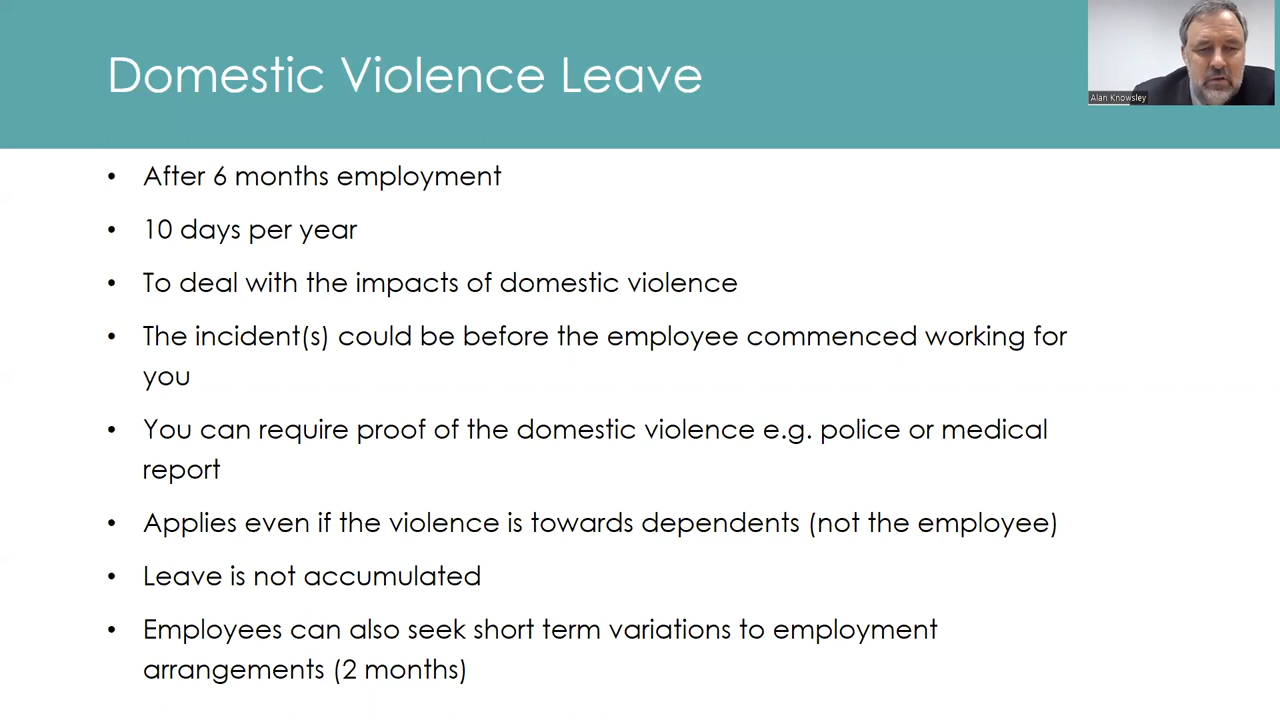 Domestic Violence Leave
Alan Knowsley
• After 6 months employment
• 10 days per year
• To deal with the impacts of domestic violence
• The incident(s) could be before the employee commenced working for
you
• You can require proof of the domestic violence e.g. police or medical
report
• Applies even if the violence is towards dependents (not the employee)
• Leave is not accumulated
• Employees can also seek short term variations to employment
arrangements (2 months)